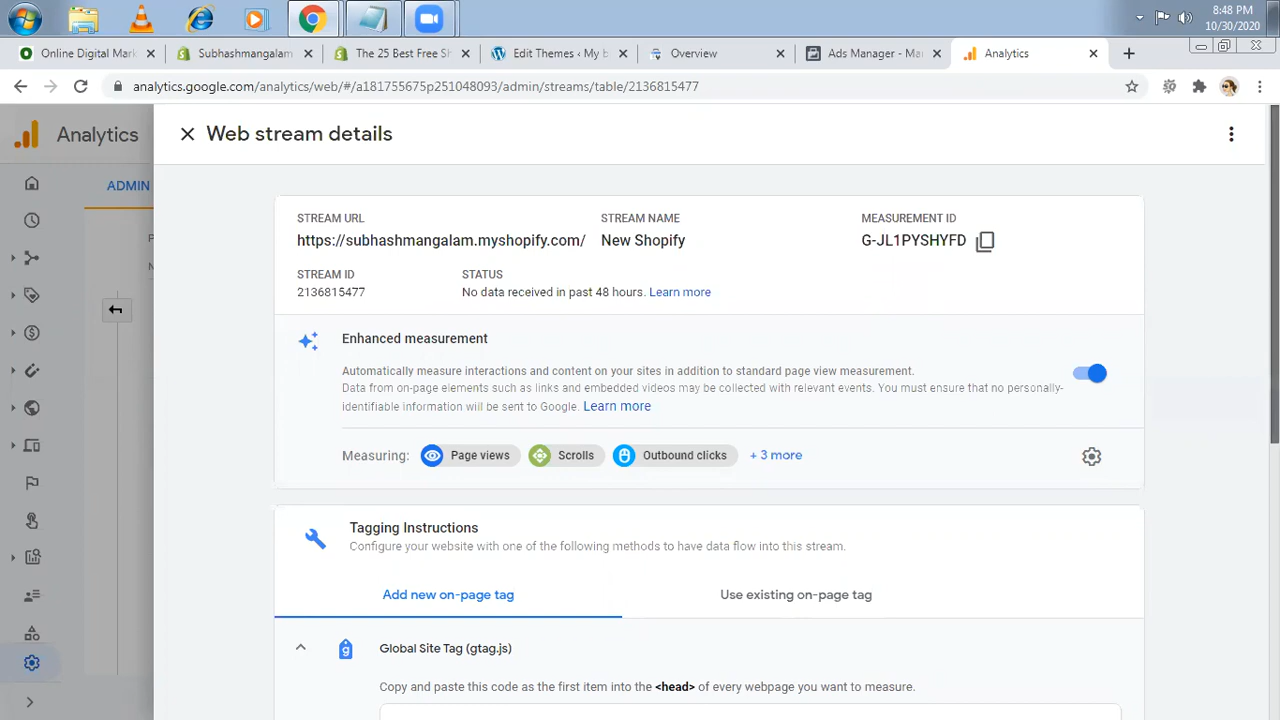 8:48 PM
10/30/2020
Online Digital Mark
Subhashmangalam
The 25 Best Free Sh
Edit Themes ‹ My b
Overview
Ads Manager - Ma
Analytics
analytics.google.com/analytics/web/#/a181755675p251048093/admin/streams/table/2136815477
Analytics
Web stream details
ADMIN
STREAM URL
STREAM NAME
MEASUREMENT ID
https://subhashmangalam.myshopify.com/
New Shopify
G-JL1PYSHYFD
STREAM ID
STATUS
2136815477
No data received in past 48 hours. Learn more
Enhanced measurement
Automatically measure interactions and content on your sites in addition to standard page view measurement.
Data from on-page elements such as links and embedded videos may be collected with relevant events. You must ensure that no personally-
identifiable information will be sent to Google. Learn more
Measuring: Page views Scrolls Outbound clicks + 3 more
Tagging Instructions
Configure your website with one of the following methods to have data flow into this stream.
Add new on-page tag
Use existing on-page tag
g
Global Site Tag (gtag.js)
Copy and paste this code as the first item into the <head> of every webpage you want to measure.